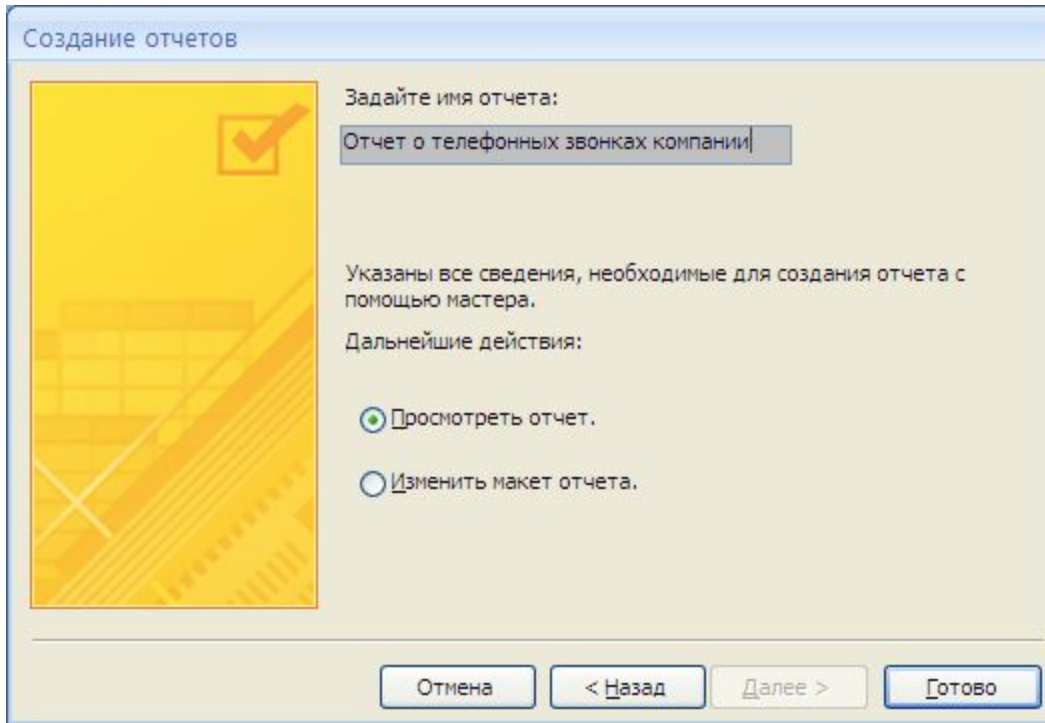 Создание отчетов
Задайте имя отчета:
Отчет о телефонных звонках компании
Указаны все сведения, необходимые для создания отчета с
помощью мастера.
Дальнейшие действия:
Просмотреть отчет.
Изменить макет отчета.
Отмена
< Назад
Далее >
Готово